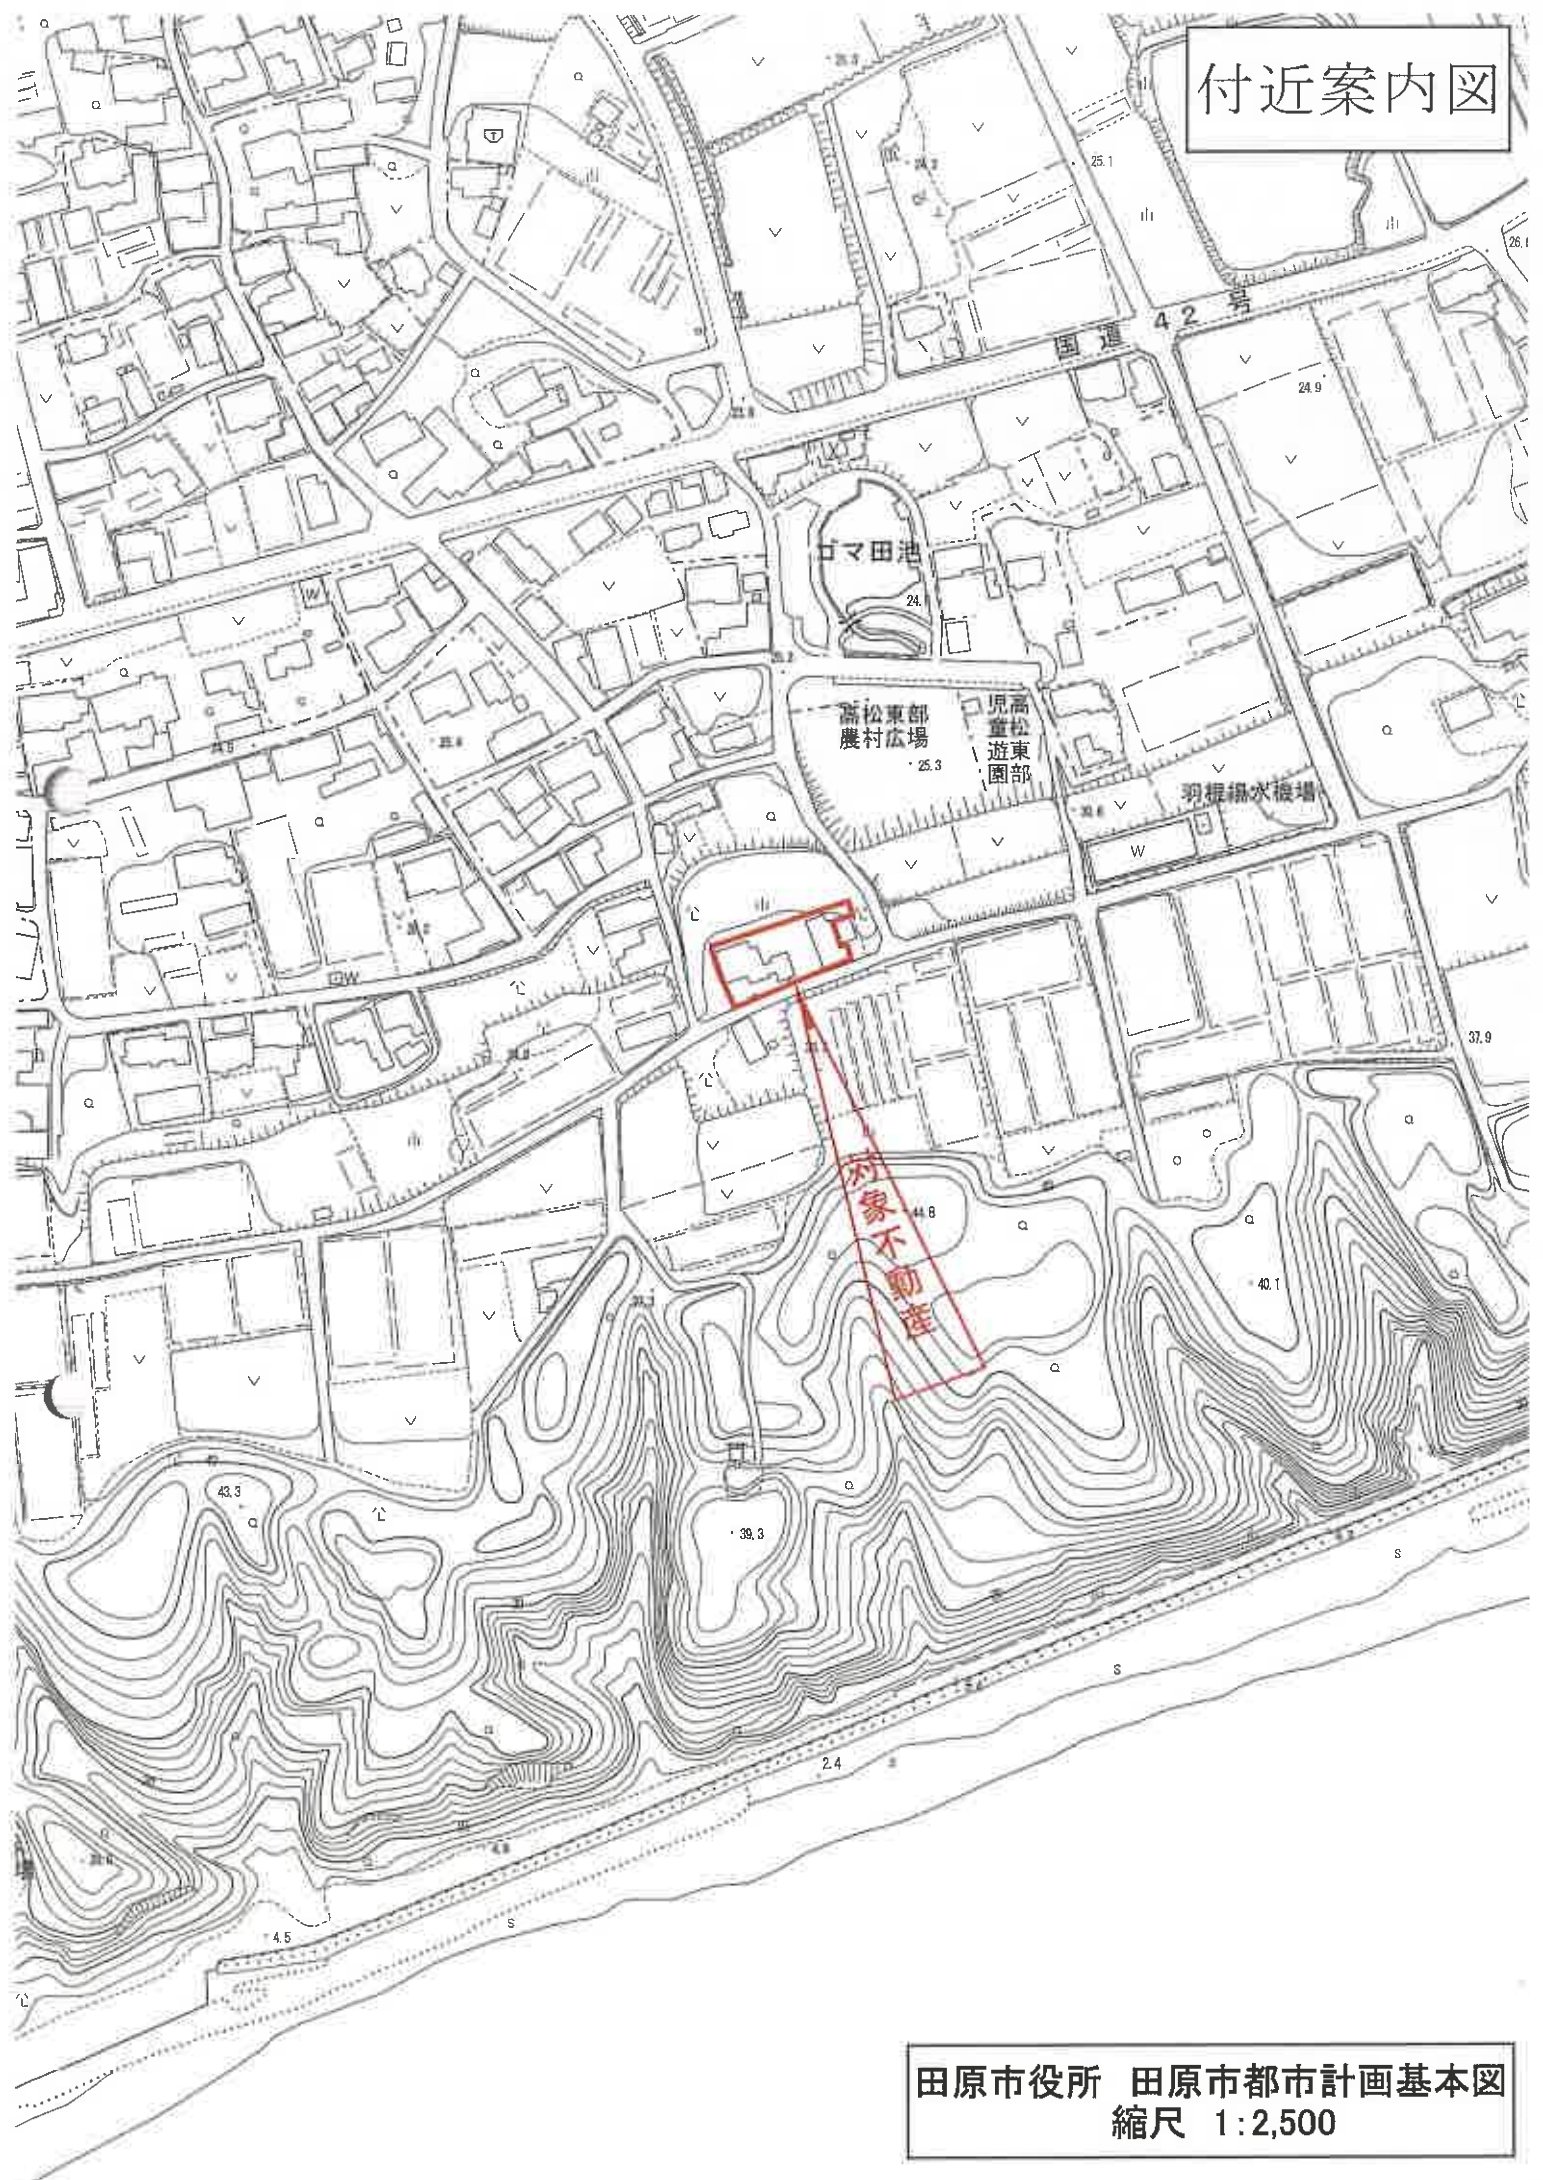 付近案内図
25.1
国道42号
24.9
ゴマ田池
24.
高松東部
農村広場
25.3
高松東部
児童遊園
羽根揚水機場
W
W
W
37.9
対象不動産
44.8
40.1
43.3
39.3
S
S
2.4
S
4.5
田原市役所 田原市都市計画基本図
縮尺 1:2,500